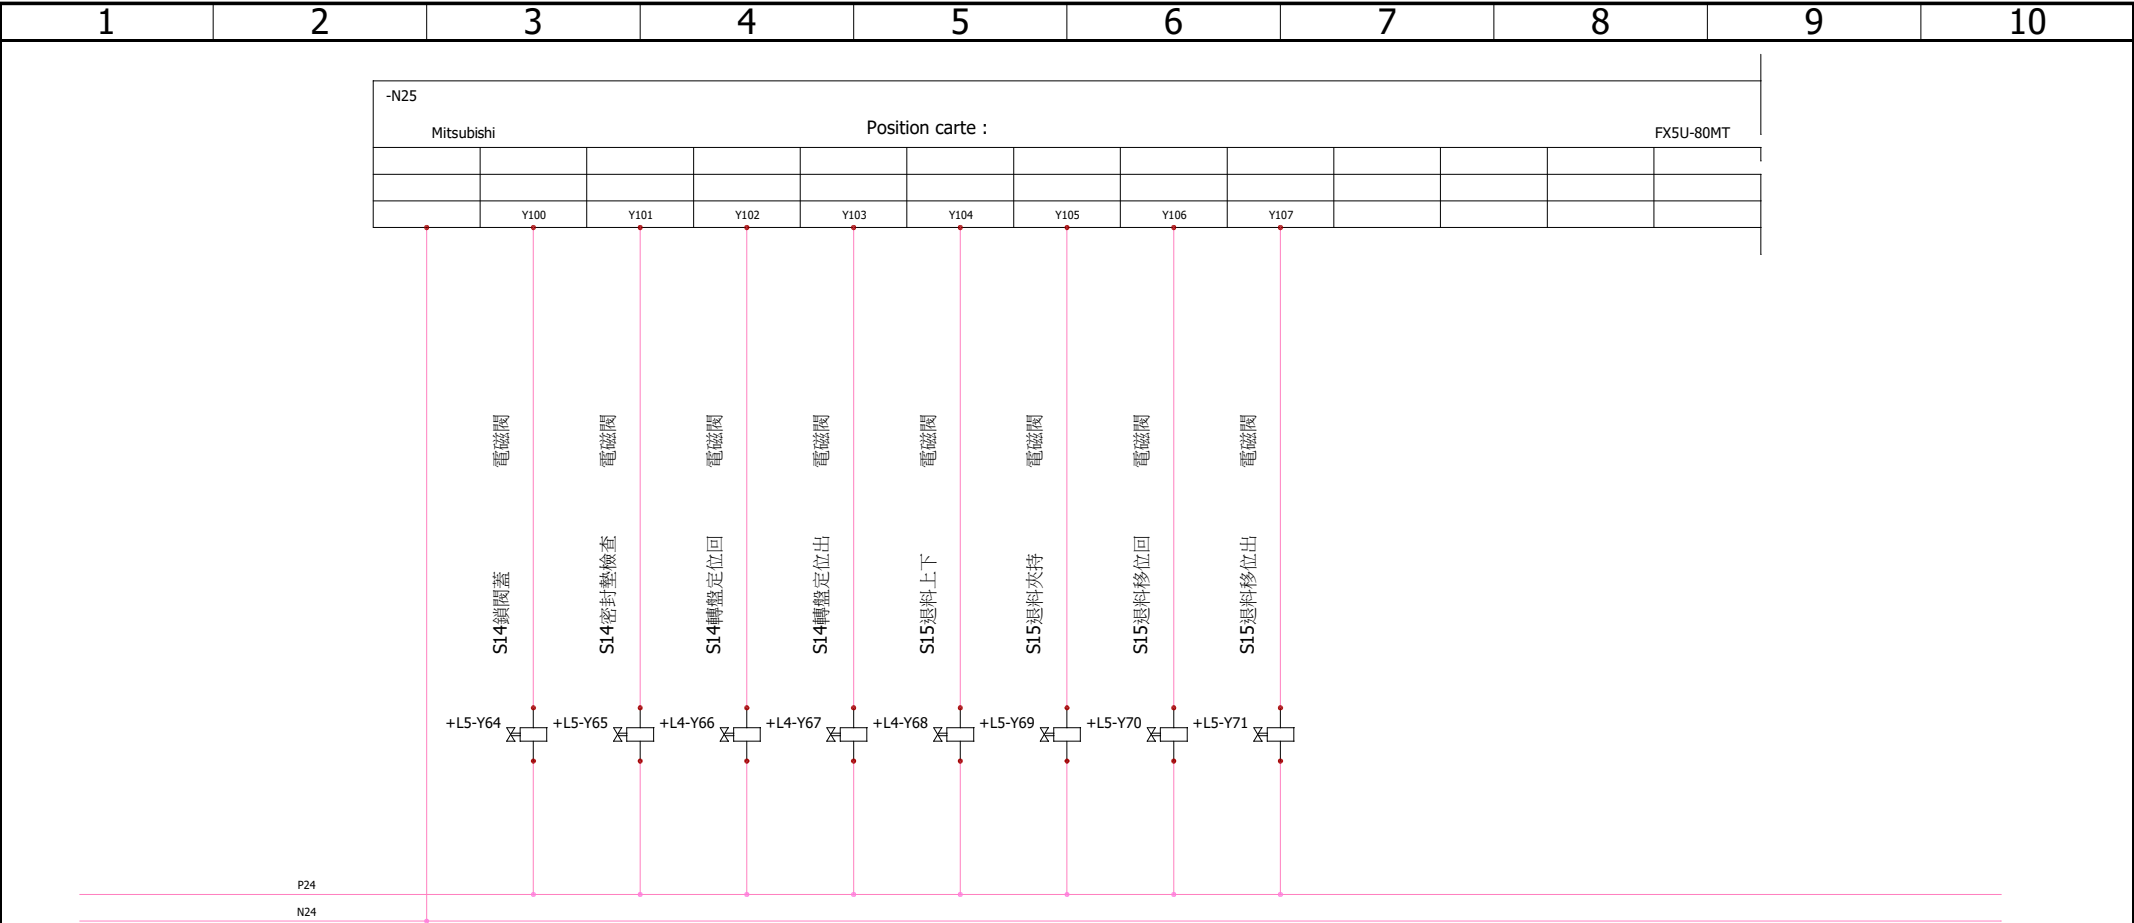 1 2 3 4 5 6 7 8 9 10
-N25
Mitsubishi Position carte : FX5U-80MT
Y100 Y101 Y102 Y103 Y104 Y105 Y106 Y107
S14鎖閥蓋 電磁閥
S14密封墊檢查 電磁閥
S14轉盤定位回 電磁閥
S14轉盤定位出 電磁閥
S15退料上下 電磁閥
S15退料夾持 電磁閥
S15退料移位回 電磁閥
S15退料移位出 電磁閥
+L5-Y64 +L5-Y65 +L4-Y66 +L4-Y67 +L4-Y68 +L5-Y69 +L5-Y70 +L5-Y71
P24
N24